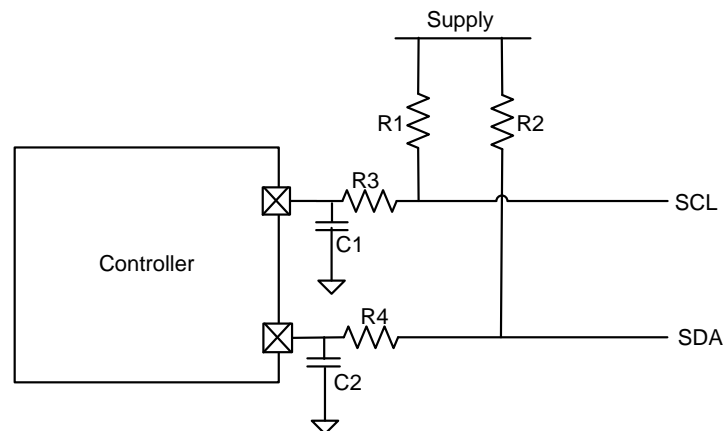 Supply
R1
R2
R3
SCL
C1
Controller
R4
SDA
C2